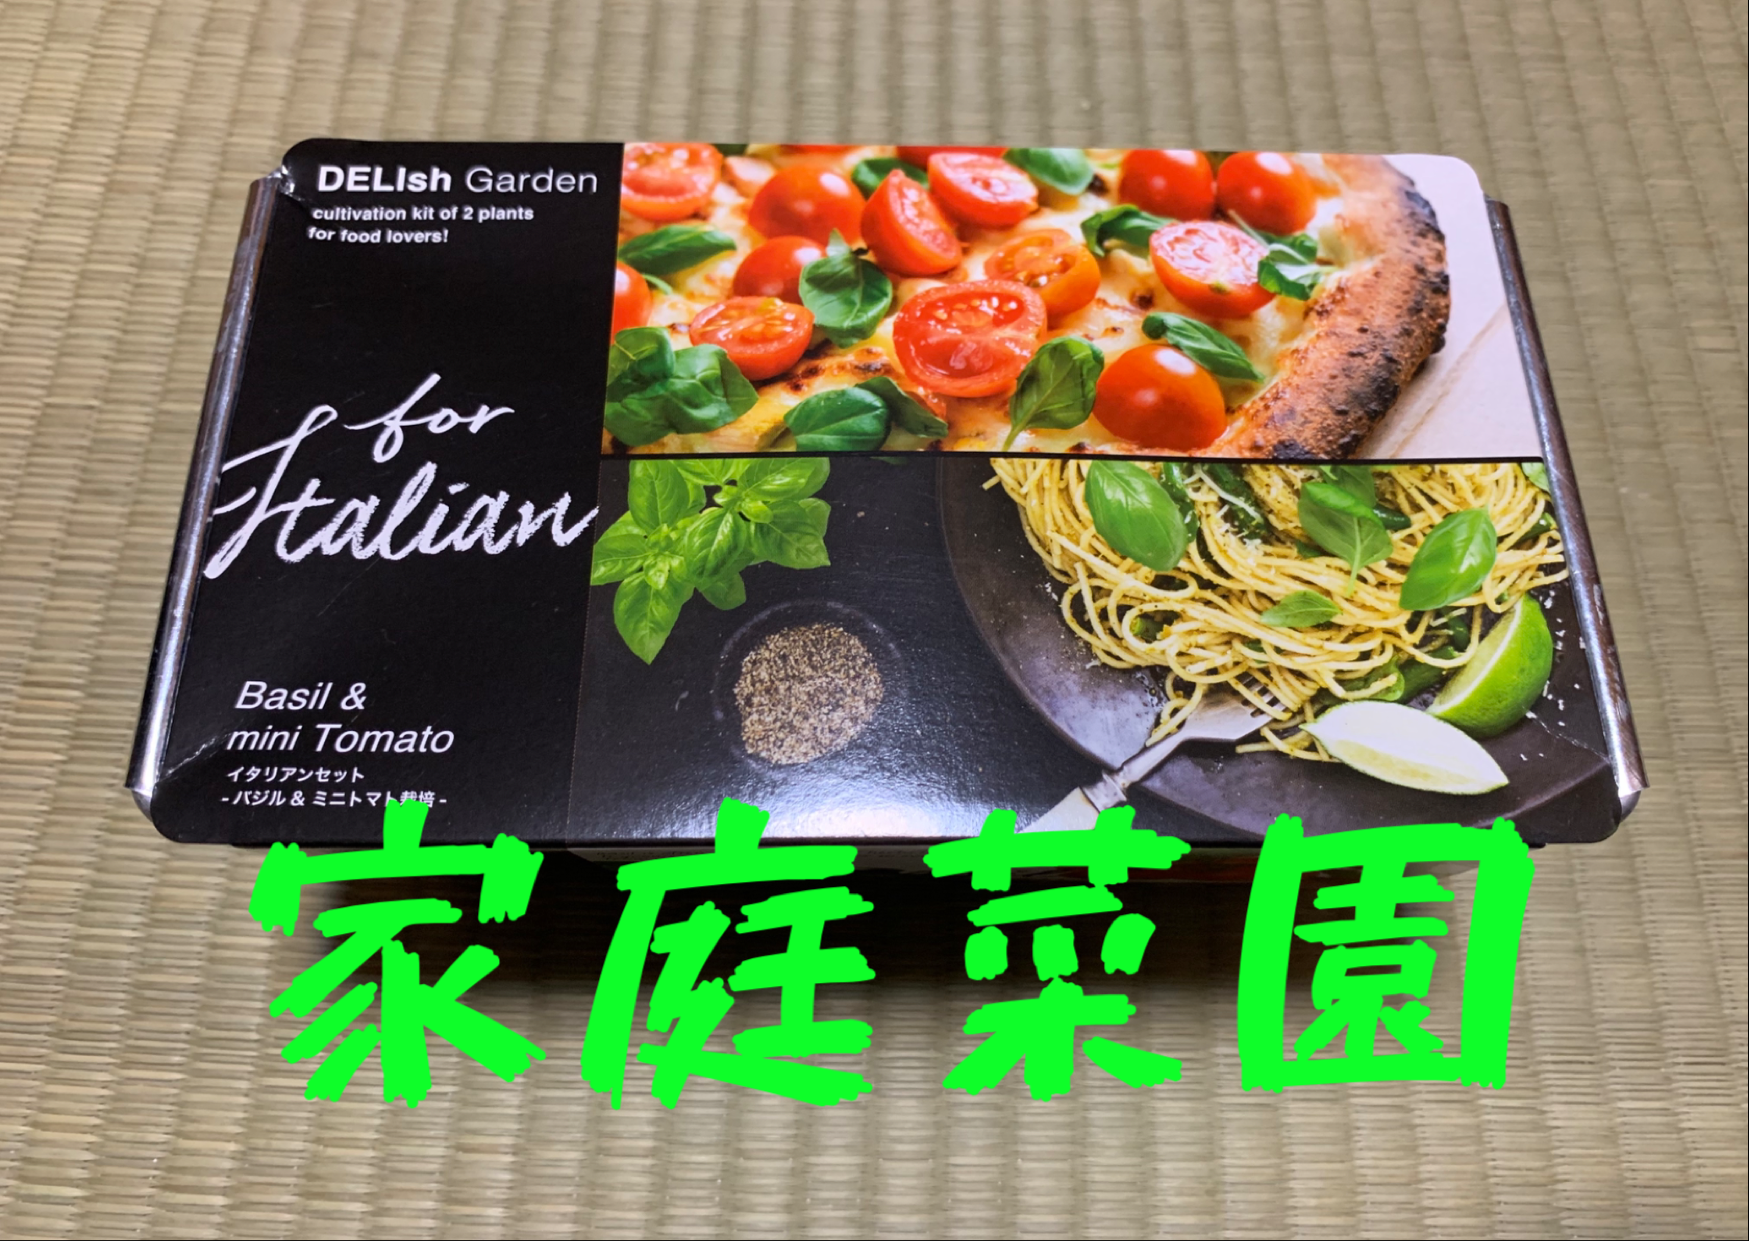 DELIsh Garden
cultivation kit of 2 plants
for food lovers!
for
Italian
Basil &
mini Tomato
イタリアンセット
- バジル & ミニトマト栽培 -
家庭菜園